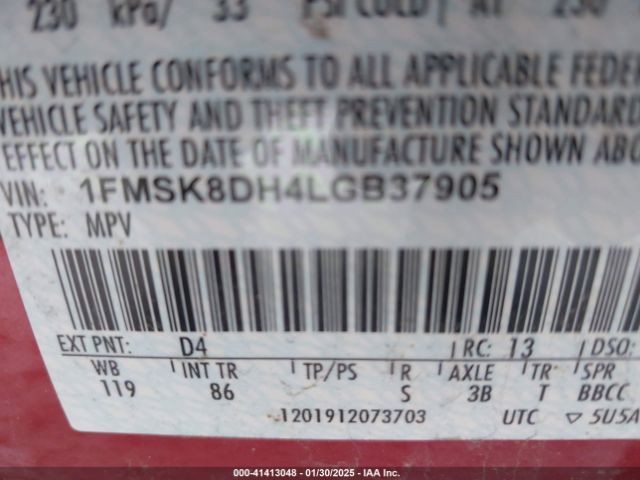 230 kPa/ 33 PSI COLD AT 230
THIS VEHICLE CONFORMS TO ALL APPLICABLE FEDER
VEHICLE SAFETY AND THEFT PREVENTION STANDARD
EFFECT ON THE DATE OF MANUFACTURE SHOWN ABO
VIN: 1FMSK8DH4LGB37905
TYPE: MPV
EXT PNT: D4 RC: 13 DSO:
WB INT TR TP/PS R AXLE TR SPR
119 86 S 3B T BBCC
1201912073703 UTC ▽ 5U5A
000-41413048 - 01/30/2025 - IAA Inc.